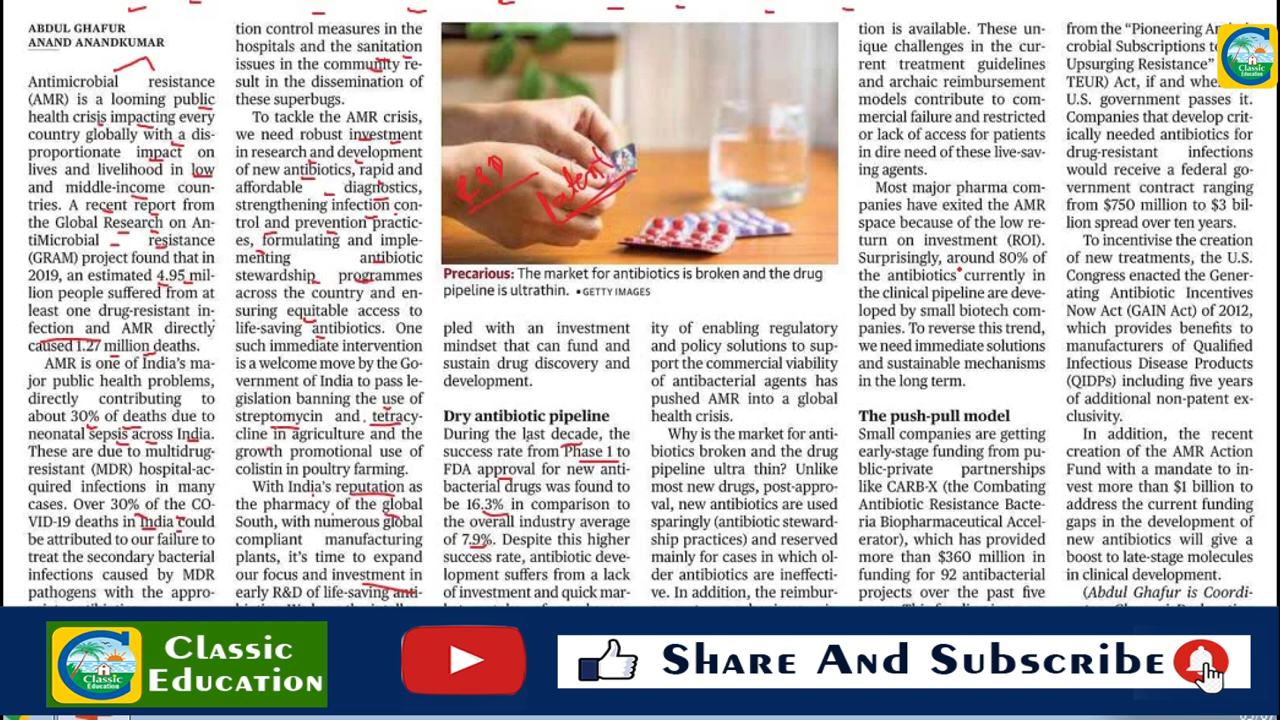 ABDUL GHAFUR
ANAND ANANDKUMAR
Antimicrobial resistance
(AMR) is a looming public
health crisis impacting every
country globally with a dis-
proportionate impact on
lives and livelihood in low
and middle-income coun-
tries. A recent report from
the Global Research on An-
tiMicrobial resistance
(GRAM) project found that in
2019, an estimated 4.95 mil-
lion people suffered from at
least one drug-resistant in-
fection and AMR directly
caused 1.27 million deaths.
AMR is one of India's ma-
jor public health problems,
directly contributing to
about 30% of deaths due to
neonatal sepsis across India.
These are due to multidrug-
resistant (MDR) hospital-ac-
quired infections in many
cases. Over 30% of the CO-
VID-19 deaths in India could
be attributed to our failure to
treat the secondary bacterial
infections caused by MDR
pathogens with the appro-
tion control measures in the
hospitals and the sanitation
issues in the community re-
sult in the dissemination of
these superbugs.
To tackle the AMR crisis,
we need robust investment
in research and development
of new antibiotics, rapid and
affordable diagnostics,
strengthening infection con-
trol and prevention practic-
es, formulating and imple-
menting antibiotic
stewardship programmes
across the country and en-
suring equitable access to
life-saving antibiotics. One
such immediate intervention
is a welcome move by the Go-
vernment of India to pass le-
gislation banning the use of
streptomycin and tetracy-
cline in agriculture and the
growth promotional use of
colistin in poultry farming.
With India's reputation as
the pharmacy of the global
South, with numerous global
compliant manufacturing
plants, it's time to expand
our focus and investment in
early R&D of life-saving anti-
Precarious: The market for antibiotics is broken and the drug
pipeline is ultrathin. • GETTY IMAGES
pled with an investment
mindset that can fund and
sustain drug discovery and
development.
Dry antibiotic pipeline
During the last decade, the
success rate from Phase 1 to
FDA approval for new anti-
bacterial drugs was found to
be 16.3% in comparison to
the overall industry average
of 7.9%. Despite this higher
success rate, antibiotic deve-
lopment suffers from a lack
of investment and quick mar-
ity of enabling regulatory
and policy solutions to sup-
port the commercial viability
of antibacterial agents has
pushed AMR into a global
health crisis.
Why is the market for anti-
biotics broken and the drug
pipeline ultra thin? Unlike
most new drugs, post-appro-
val, new antibiotics are used
sparingly (antibiotic steward-
ship practices) and reserved
mainly for cases in which ol-
der antibiotics are ineffecti-
ve. In addition, the reimbur-
tion is available. These un-
ique challenges in the cur-
rent treatment guidelines
and archaic reimbursement
models contribute to com-
mercial failure and restricted
or lack of access for patients
in dire need of these live-sav-
ing agents.
Most major pharma com-
panies have exited the AMR
space because of the low re-
turn on investment (ROI).
Surprisingly, around 80% of
the antibiotics currently in
the clinical pipeline are deve-
loped by small biotech com-
panies. To reverse this trend,
we need immediate solutions
and sustainable mechanisms
in the long term.
The push-pull model
Small companies are getting
early-stage funding from pu-
blic-private partnerships
like CARB-X (the Combating
Antibiotic Resistance Bacte-
ria Biopharmaceutical Accel-
erator), which has provided
more than $360 million in
funding for 92 antibacterial
projects over the past five
from the "Pioneering
crobial Subscriptions
Upsurging Resistance"
TEUR) Act, if and
U.S. government passes it.
Companies that develop crit-
ically needed antibiotics for
drug-resistant infections
would receive a federal go-
vernment contract ranging
from $750 million to $3 bil-
lion spread over ten years.
To incentivise the creation
of new treatments, the U.S.
Congress enacted the Gener-
ating Antibiotic Incentives
Now Act (GAIN Act) of 2012,
which provides benefits to
manufacturers of Qualified
Infectious Disease Products
(QIDPs) including five years
of additional non-patent ex-
clusivity.
In addition, the recent
creation of the AMR Action
Fund with a mandate to in-
vest more than $1 billion to
address the current funding
gaps in the development of
new antibiotics will give a
boost to late-stage molecules
in clinical development.
(Abdul Ghafur is Coordi-
Classic
Education
Classic
Education
Classic
Education
Share And Subscribe